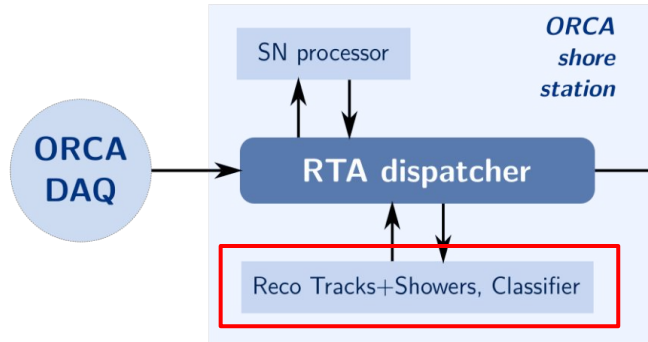 ORCA
shore
station
SN processor
ORCA
DAQ
RTA dispatcher
Reco Tracks+Showers, Classifier